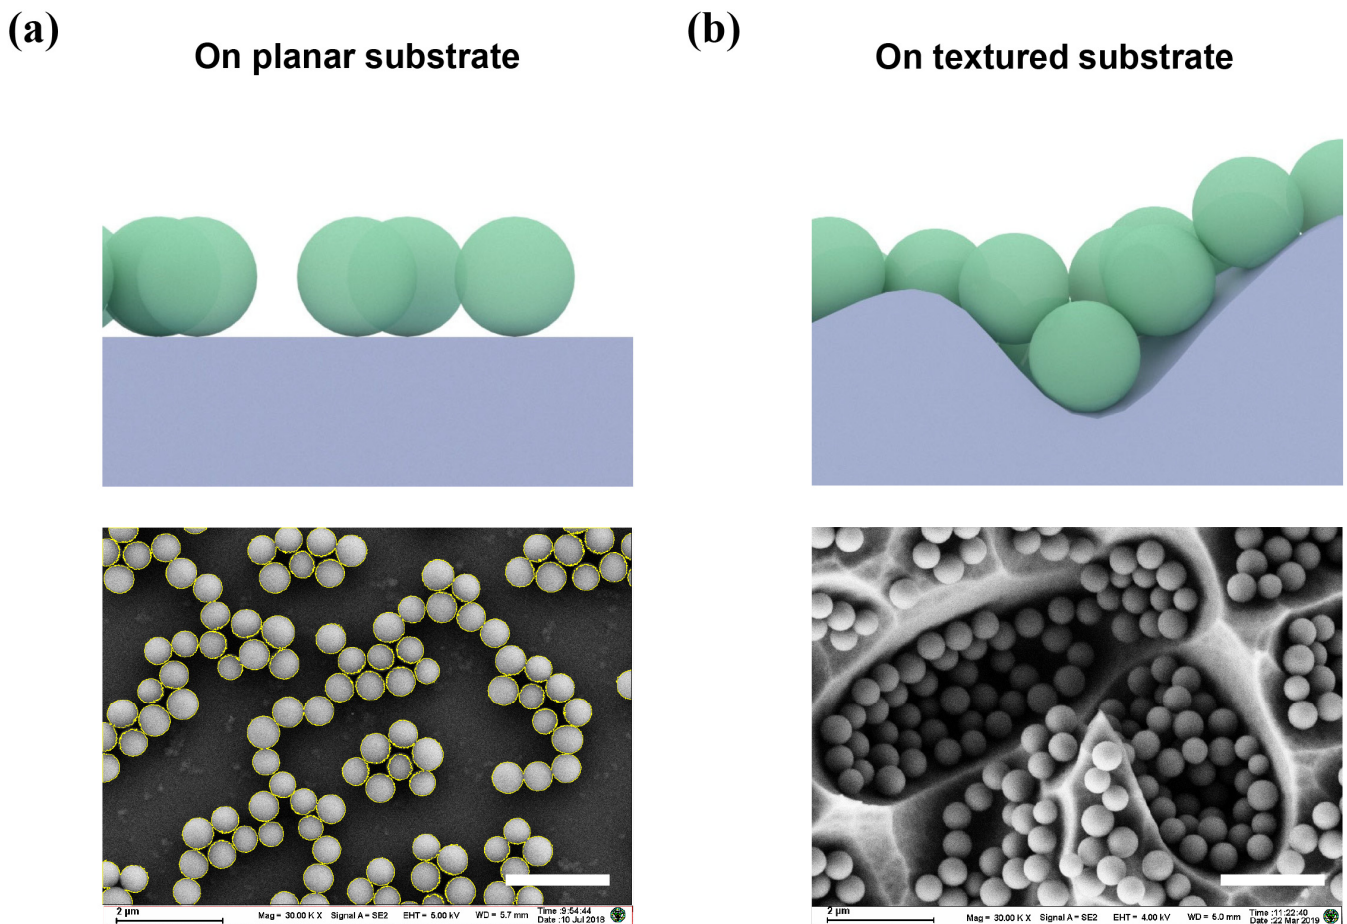 (a)
On planar substrate
(b)
On textured substrate
2 µm
Mag = 30.00 K X Signal A = SE2 EHT = 5.00 kV WD = 5.7 mm
Time :9:54:44
Date :10 Jul 2018
2 µm
Mag = 30.00 K X Signal A = SE2 EHT = 4.00 kV WD = 5.0 mm
Time :11:22:40
Date :22 Mar 2019